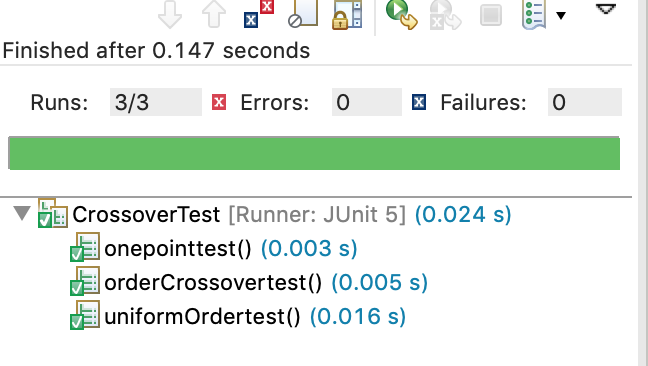 Finished after 0.147 seconds
Runs: 3/3 Errors: 0 Failures: 0
CrossoverTest [Runner: JUnit 5] (0.024 s)
onepointtest() (0.003 s)
orderCrossovertest() (0.005 s)
uniformOrdertest() (0.016 s)